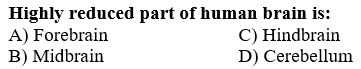 Highly reduced part of human brain is:
A) Forebrain C) Hindbrain
B) Midbrain D) Cerebellum